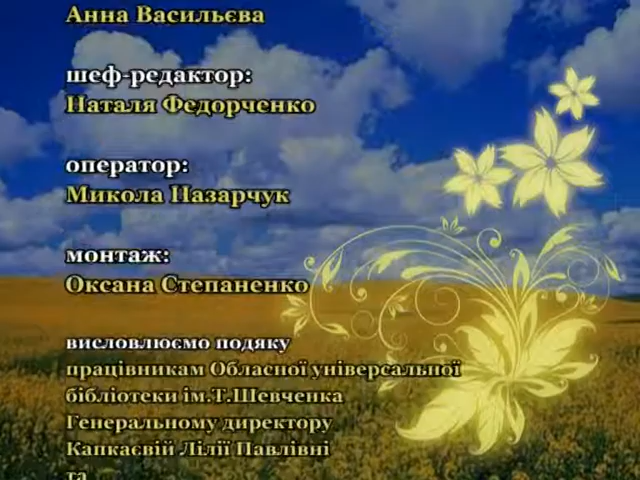 Анна Васильєва
шеф-редактор:
Наталя Федорченко
оператор:
Микола Назарчук
монтаж:
Оксана Степаненко
висловлюємо подяку
працівникам Обласної універсальної
бібліотеки ім.Т.Шевченка
Генеральному директору
Капкаєвій Лілії Павлівні
та